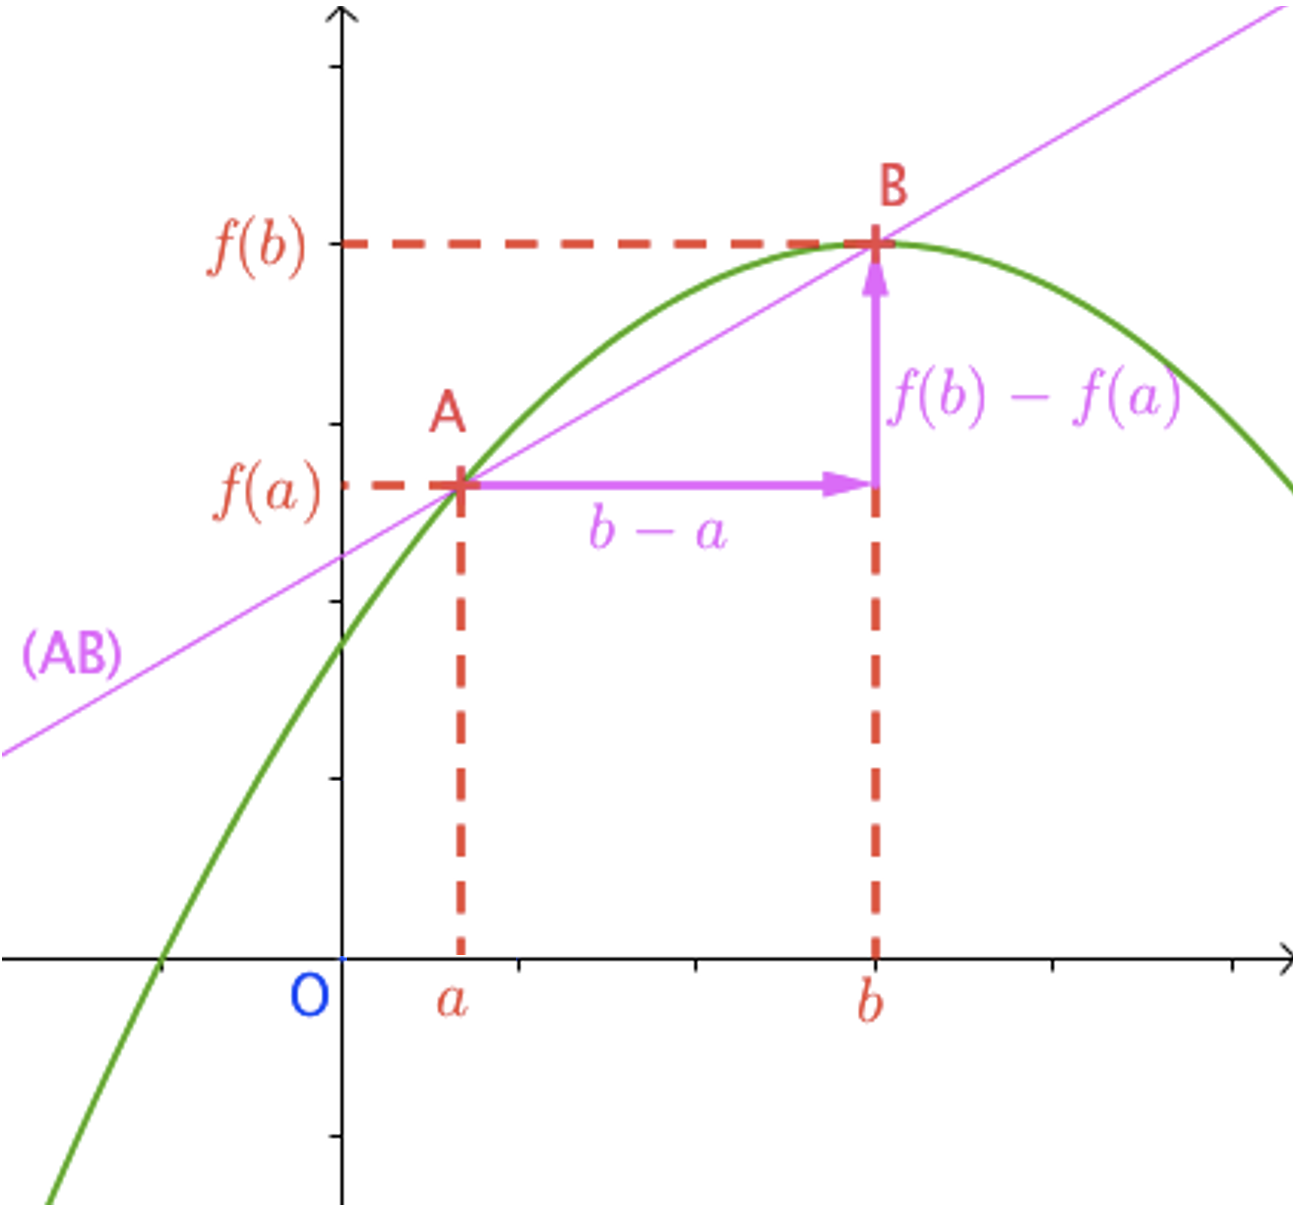 B
f(b)
A
f(b) − f(a)
f(a)
b − a
(AB)
O
a
b